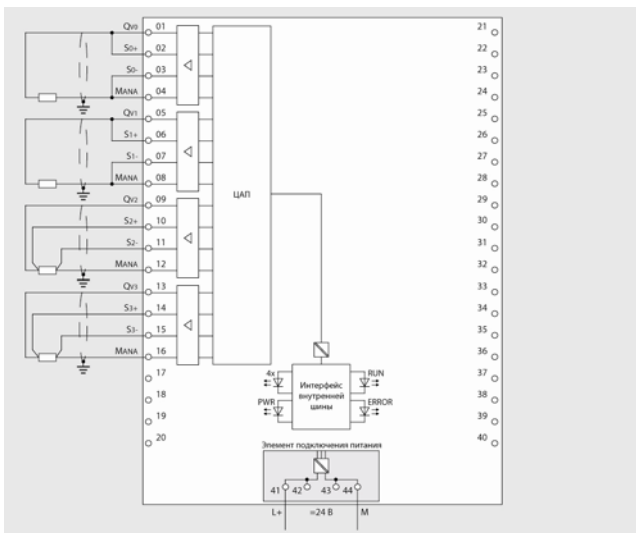 Qv0 01
S0+ 02
S0- 03
MANA 04
Qv1 05
S1+ 06
S1- 07
MANA 08
Qv2 09
S2+ 10
S2- 11
MANA 12
Qv3 13
S3+ 14
S3- 15
MANA 16
17
18
19
20
ЦАП
21
22
23
24
25
26
27
28
29
30
31
32
33
34
35
36
37
38
39
40
4x
RUN
Интерфейс
внутренней
шины
PWR
ERROR
Элемент подключения питания
41 42 43 44
L+ =24 В M